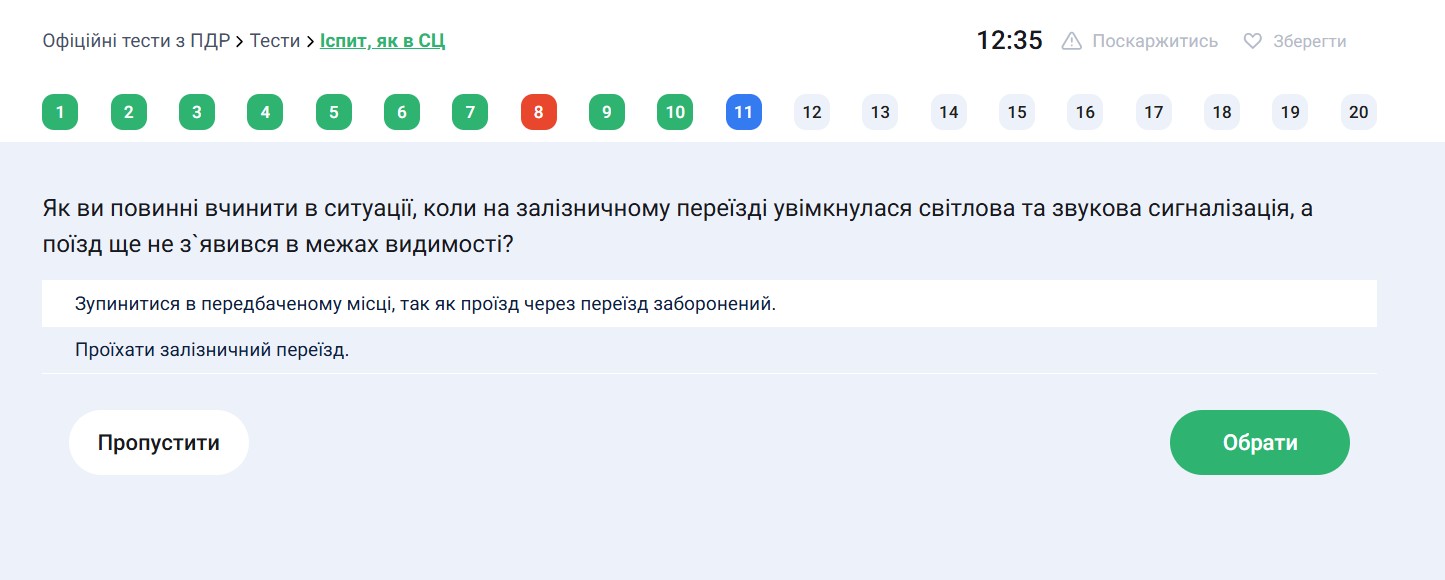 Офіційні тести з ПДР > Тести > Іспит, як в СЦ 12:35 Поскаржитись Зберегти
1 2 3 4 5 6 7 8 9 10 11 12 13 14 15 16 17 18 19 20
Як ви повинні вчинити в ситуації, коли на залізничному переїзді увімкнулася світлова та звукова сигналізація, а
поїзд ще не з`явився в межах видимості?
Зупинитися в передбаченому місці, так як проїзд через переїзд заборонений.
Проїхати залізничний переїзд.
Пропустити Обрати